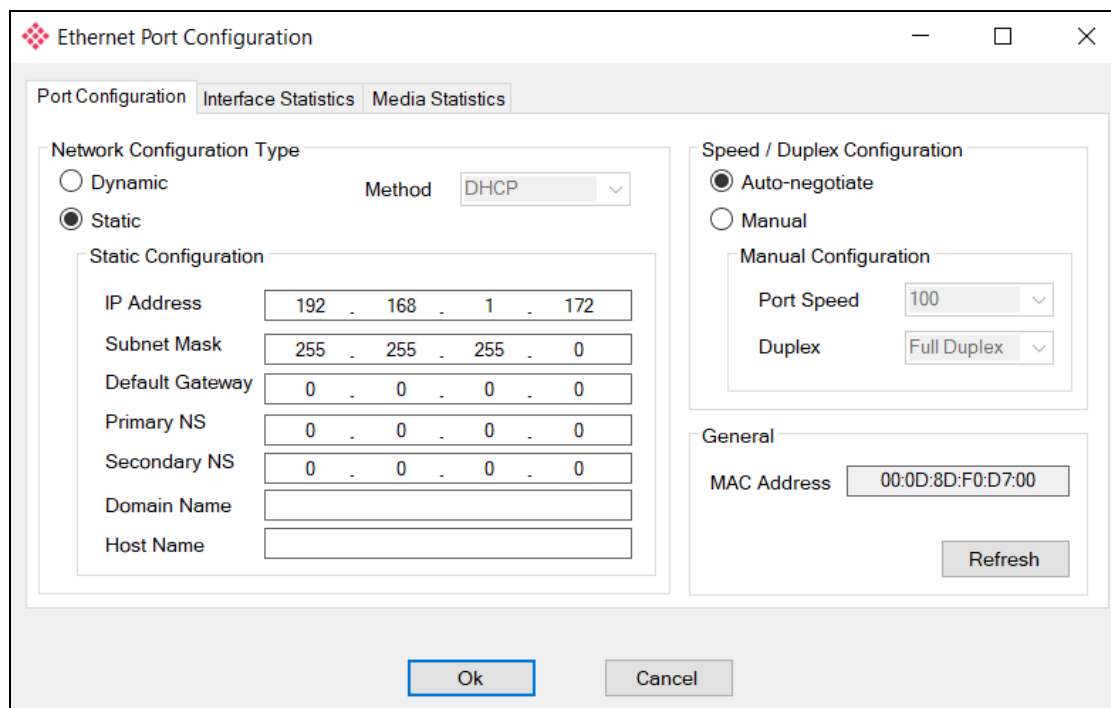 Ethernet Port Configuration
Port Configuration Interface Statistics Media Statistics
Network Configuration Type
Dynamic
Method DHCP
Static
Static Configuration
IP Address 192 . 168 . 1 . 172
Subnet Mask 255 . 255 . 255 . 0
Default Gateway 0 . 0 . 0 . 0
Primary NS 0 . 0 . 0 . 0
Secondary NS 0 . 0 . 0 . 0
Domain Name
Host Name
Speed / Duplex Configuration
Auto-negotiate
Manual
Manual Configuration
Port Speed 100
Duplex Full Duplex
General
MAC Address 00:0D:8D:F0:D7:00
Refresh
Ok Cancel